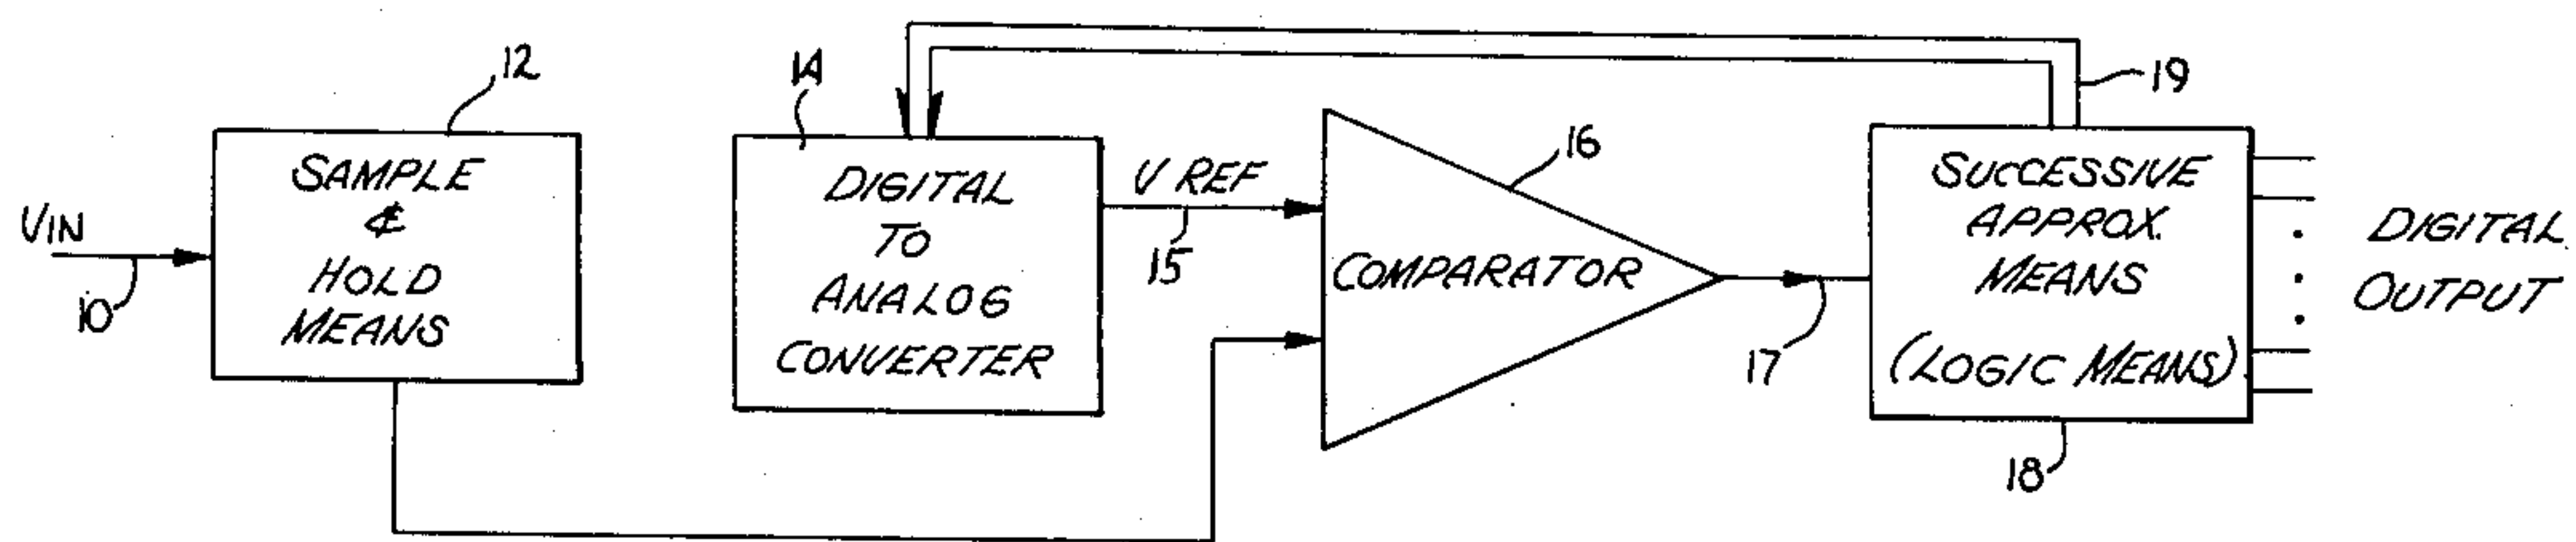 12
SAMPLE
&
HOLD
MEANS
VIN
10
14
DIGITAL
TO
ANALOG
CONVERTER
V REF
15
16
COMPARATOR
17
19
SUCCESSIVE
APPROX.
MEANS
(LOGIC MEANS)
18
DIGITAL
OUTPUT